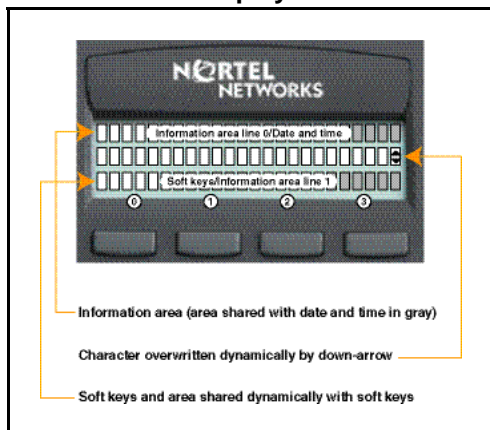 NORTEL
NETWORKS
Information area line 0/Date and time
Soft keys/Information area line 1
0 1 2 3
Information area (area shared with date and time in gray)
Character overwritten dynamically by down-arrow
Soft keys and area shared dynamically with soft keys